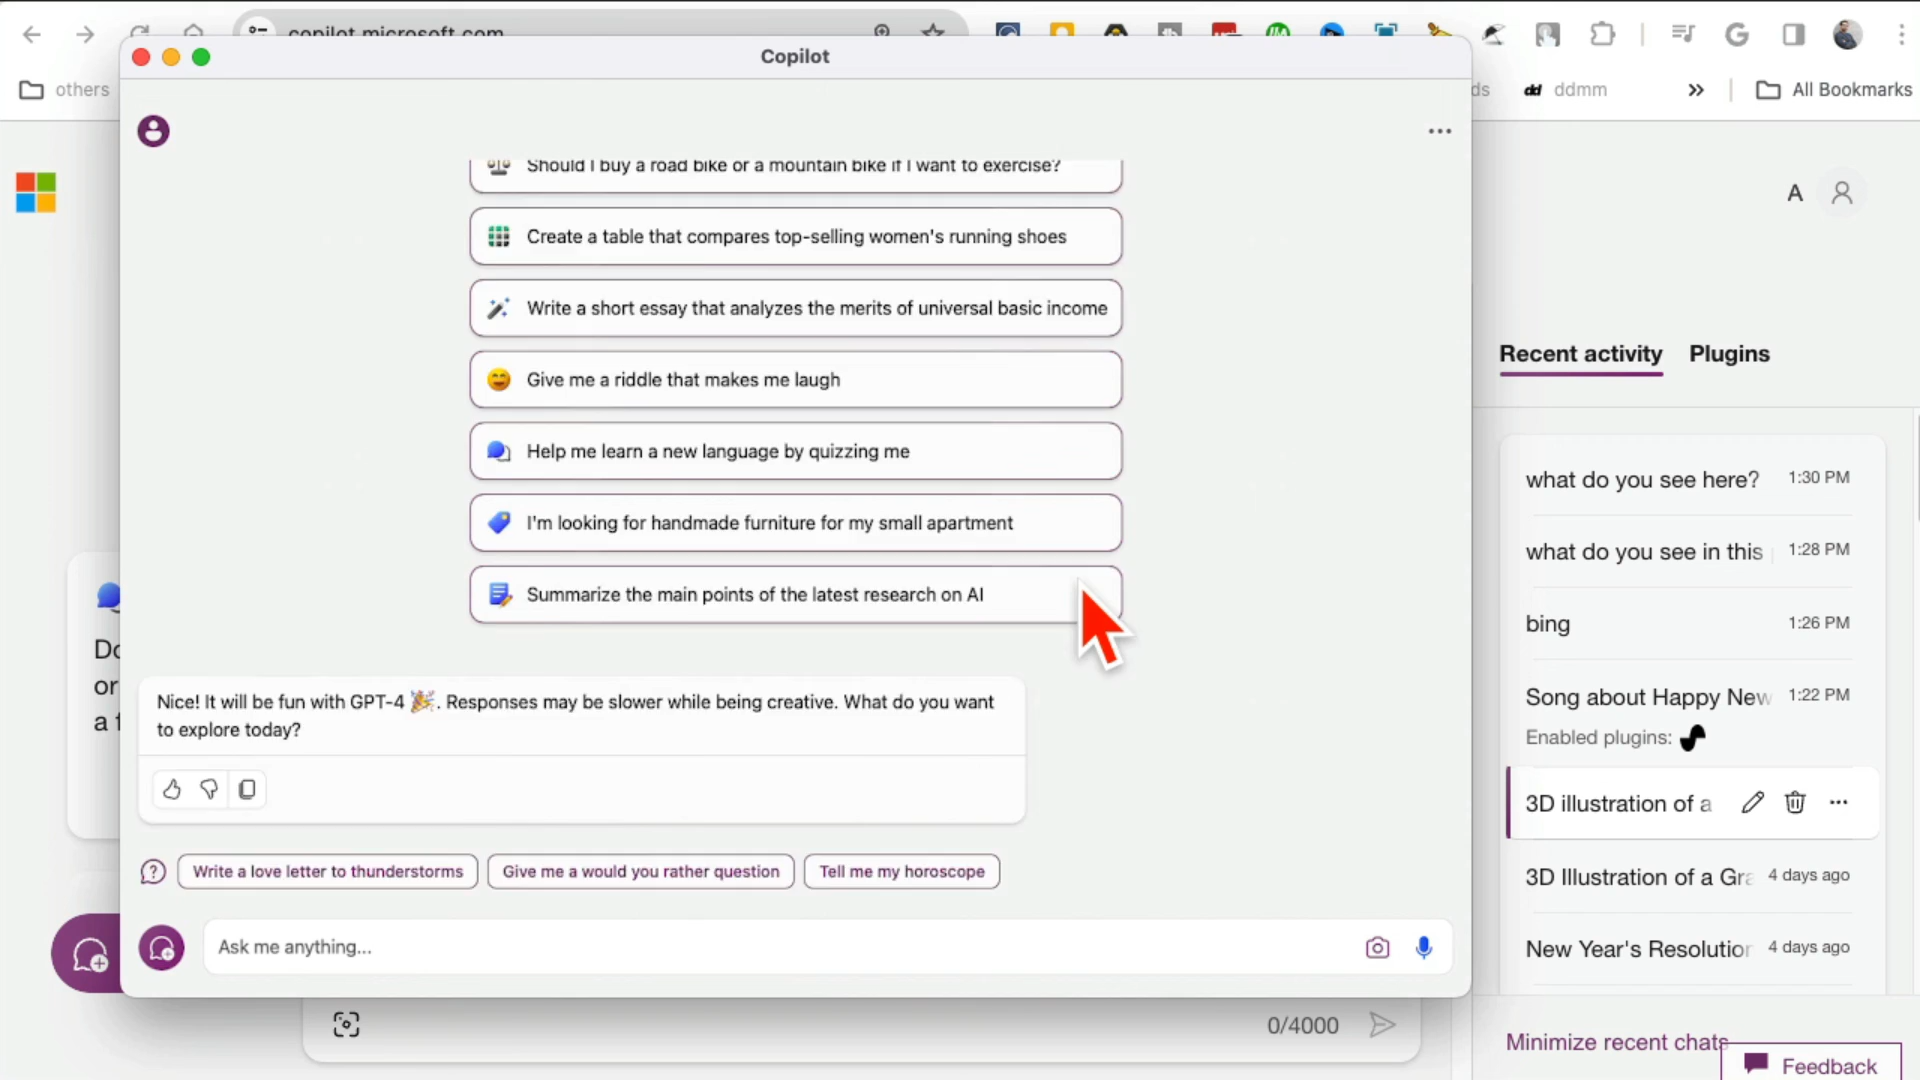 copilot.microsoft.com
Copilot
others
ds
ddmm
All Bookmarks
Should I buy a road bike or a mountain bike if I want to exercise?
Create a table that compares top-selling women's running shoes
Write a short essay that analyzes the merits of universal basic income
Give me a riddle that makes me laugh
Help me learn a new language by quizzing me
I'm looking for handmade furniture for my small apartment
Summarize the main points of the latest research on AI
Nice! It will be fun with GPT-4 🎉. Responses may be slower while being creative. What do you want
to explore today?
Write a love letter to thunderstorms
Give me a would you rather question
Tell me my horoscope
Ask me anything...
0/4000
Do
or
a f
A
Recent activity
Plugins
what do you see here? 1:30 PM
what do you see in this 1:28 PM
bing 1:26 PM
Song about Happy New 1:22 PM
Enabled plugins:
3D illustration of a
3D Illustration of a Gra 4 days ago
New Year's Resolution 4 days ago
Minimize recent chats
Feedback